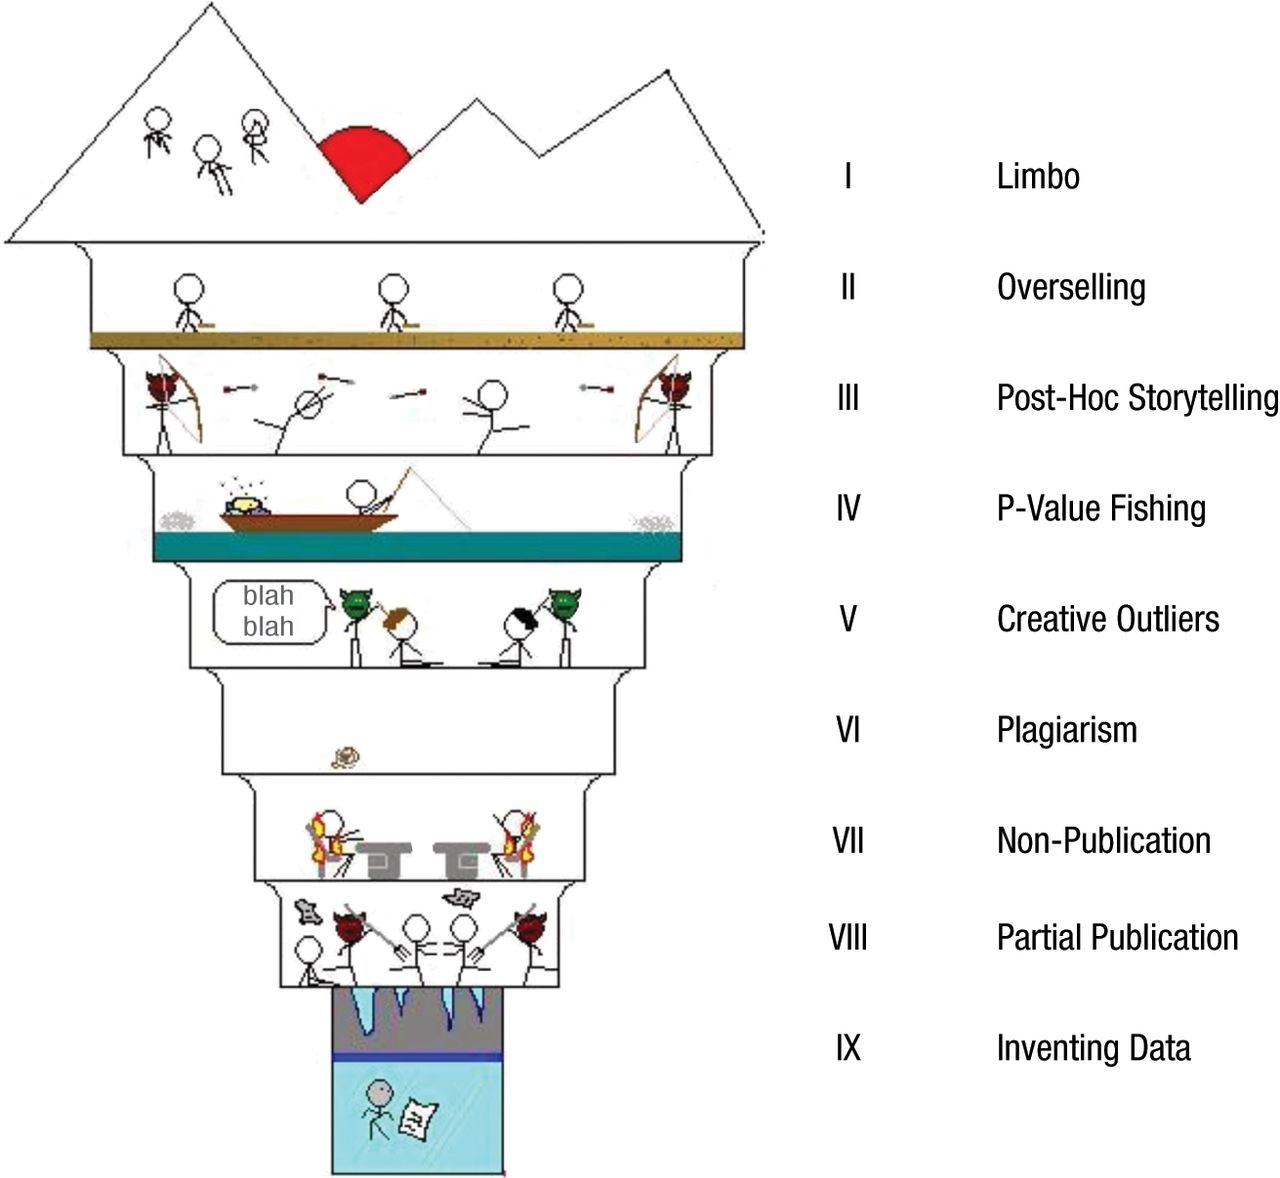 I Limbo
II Overselling
III Post-Hoc Storytelling
IV P-Value Fishing
blah
blah
V Creative Outliers
VI Plagiarism
VII Non-Publication
VIII Partial Publication
IX Inventing Data